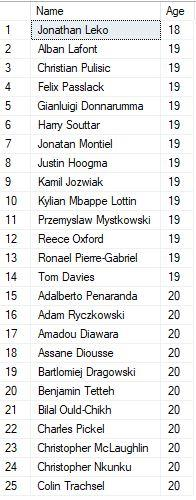 Name Age
1 Jonathan Leko 18
2 Alban Lafont 19
3 Christian Pulisic 19
4 Felix Passlack 19
5 Gianluigi Donnarumma 19
6 Harry Souttar 19
7 Jonatan Montiel 19
8 Justin Hoogma 19
9 Kamil Jozwiak 19
10 Kylian Mbappe Lottin 19
11 Przemyslaw Mystkowski 19
12 Reece Oxford 19
13 Ronael Pierre-Gabriel 19
14 Tom Davies 19
15 Adalberto Penaranda 20
16 Adam Ryczkowski 20
17 Amadou Diawara 20
18 Assane Diousse 20
19 Bartlomiej Dragowski 20
20 Benjamin Tetteh 20
21 Bilal Ould-Chikh 20
22 Charles Pickel 20
23 Christopher McLaughlin 20
24 Christopher Nkunku 20
25 Colin Trachsel 20